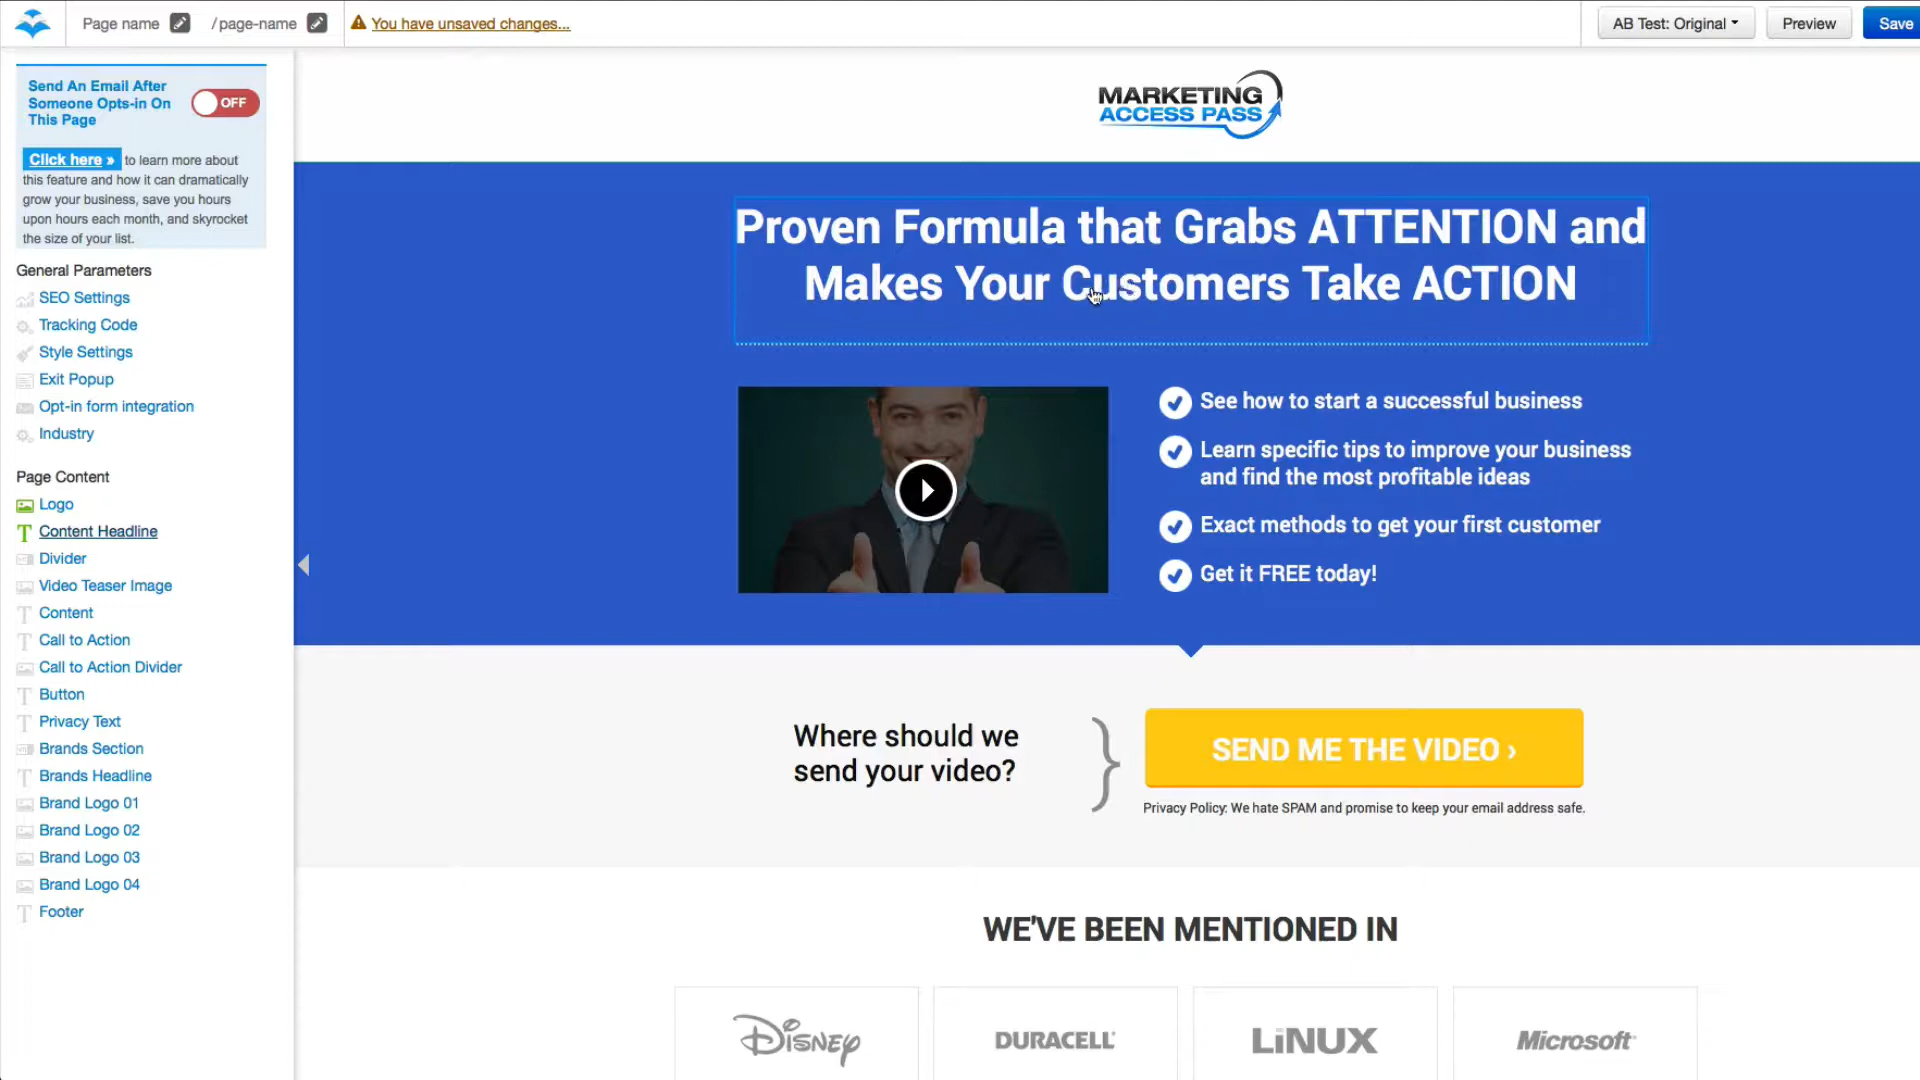 Page name
/page-name
You have unsaved changes...
AB Test: Original
Preview
Save
Send An Email After
Someone Opts-in On
This Page
OFF
Click here » to learn more about
this feature and how it can dramatically
grow your business, save you hours
upon hours each month, and skyrocket
the size of your list.
General Parameters
SEO Settings
Tracking Code
Style Settings
Exit Popup
Opt-in form integration
Industry
Page Content
Logo
Content Headline
Divider
Video Teaser Image
Content
Call to Action
Call to Action Divider
Button
Privacy Text
Brands Section
Brands Headline
Brand Logo 01
Brand Logo 02
Brand Logo 03
Brand Logo 04
Footer
MARKETING
ACCESS PASS
Proven Formula that Grabs ATTENTION and
Makes Your Customers Take ACTION
See how to start a successful business
Learn specific tips to improve your business
and find the most profitable ideas
Exact methods to get your first customer
Get it FREE today!
Where should we
send your video?
SEND ME THE VIDEO ›
Privacy Policy: We hate SPAM and promise to keep your email address safe.
WE'VE BEEN MENTIONED IN
Disney
DURACELL
LiNUX
Microsoft